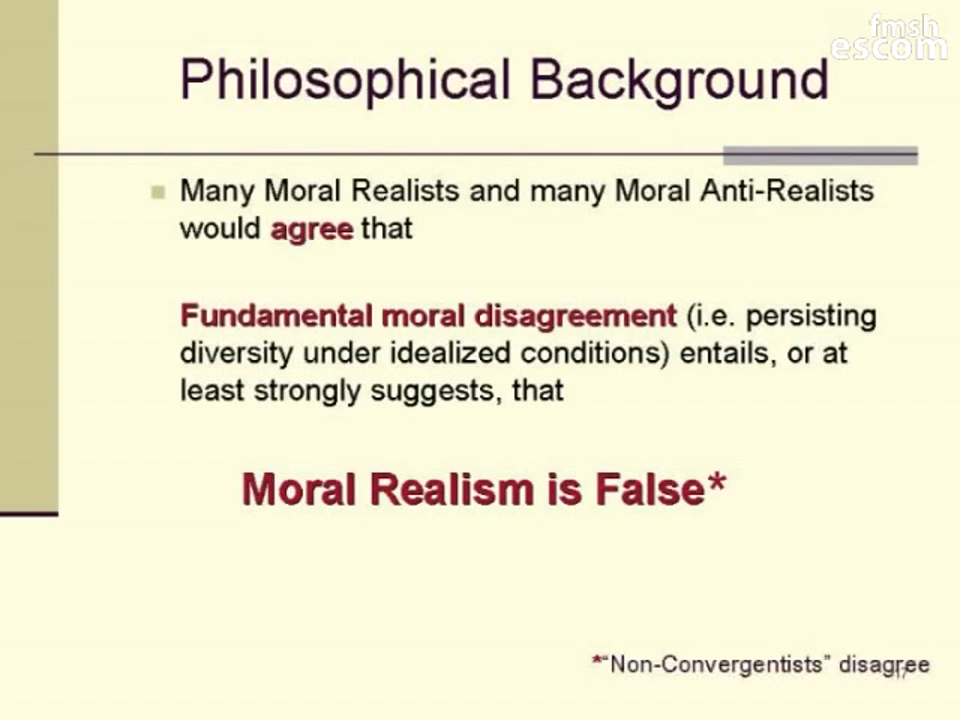 fmsh
escom
Philosophical Background
Many Moral Realists and many Moral Anti-Realists
would agree that
Fundamental moral disagreement (i.e. persisting
diversity under idealized conditions) entails, or at
least strongly suggests, that
Moral Realism is False*
*“Non-Convergentists” disagree
17